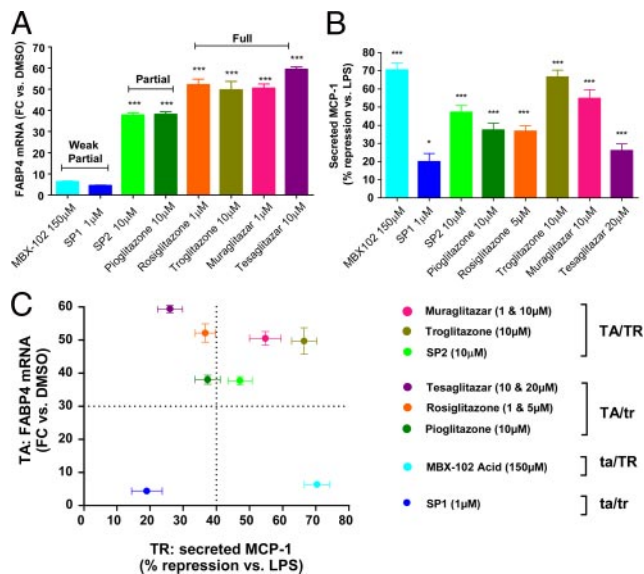 A
FABP4 mRNA (FC vs. DMSO)
70
60
50
40
30
20
10
0
Weak
Partial
Partial
Full
***
***
***
***
***
***
MBX-102 150μM
SP1 1μM
SP2 10μM
Pioglitazone 10μM
Rosiglitazone 1μM
Troglitazone 10μM
Muraglitazar 1μM
Tesaglitazar 10μM
B
Secreted MCP-1
(% repression vs. LPS)
80
70
60
50
40
30
20
10
0
***
*
***
***
***
***
***
***
MBX102 150μM
SP1 1μM
SP2 10μM
Pioglitazone 10μM
Rosiglitazone 5μM
Troglitazone 10μM
Muraglitazar 10μM
Tesaglitazar 20μM
C
TA: FABP4 mRNA
(FC vs. DMSO)
60
50
40
30
20
10
0
0
10
20
30
40
50
60
70
80
TR: secreted MCP-1
(% repression vs. LPS)
Muraglitazar (1 & 10μM)
Troglitazone (10μM)
SP2 (10μM)
TA/TR
Tesaglitazar (10 & 20μM)
Rosiglitazone (1 & 5μM)
Pioglitazone (10μM)
TA/tr
MBX-102 Acid (150μM)
ta/TR
SP1 (1μM)
ta/tr